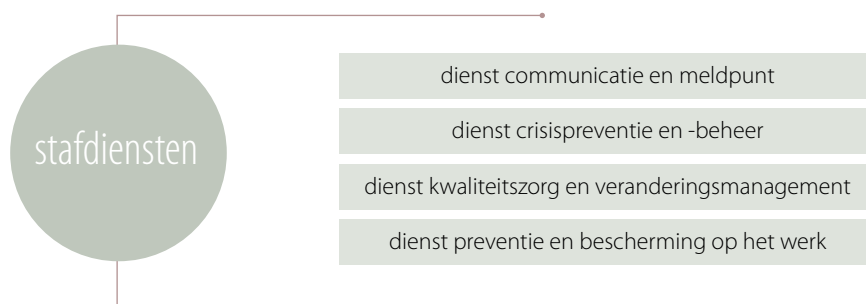 stafdiensten
dienst communicatie en meldpunt
dienst crisispreventie en -beheer
dienst kwaliteitszorg en veranderingsmanagement
dienst preventie en bescherming op het werk